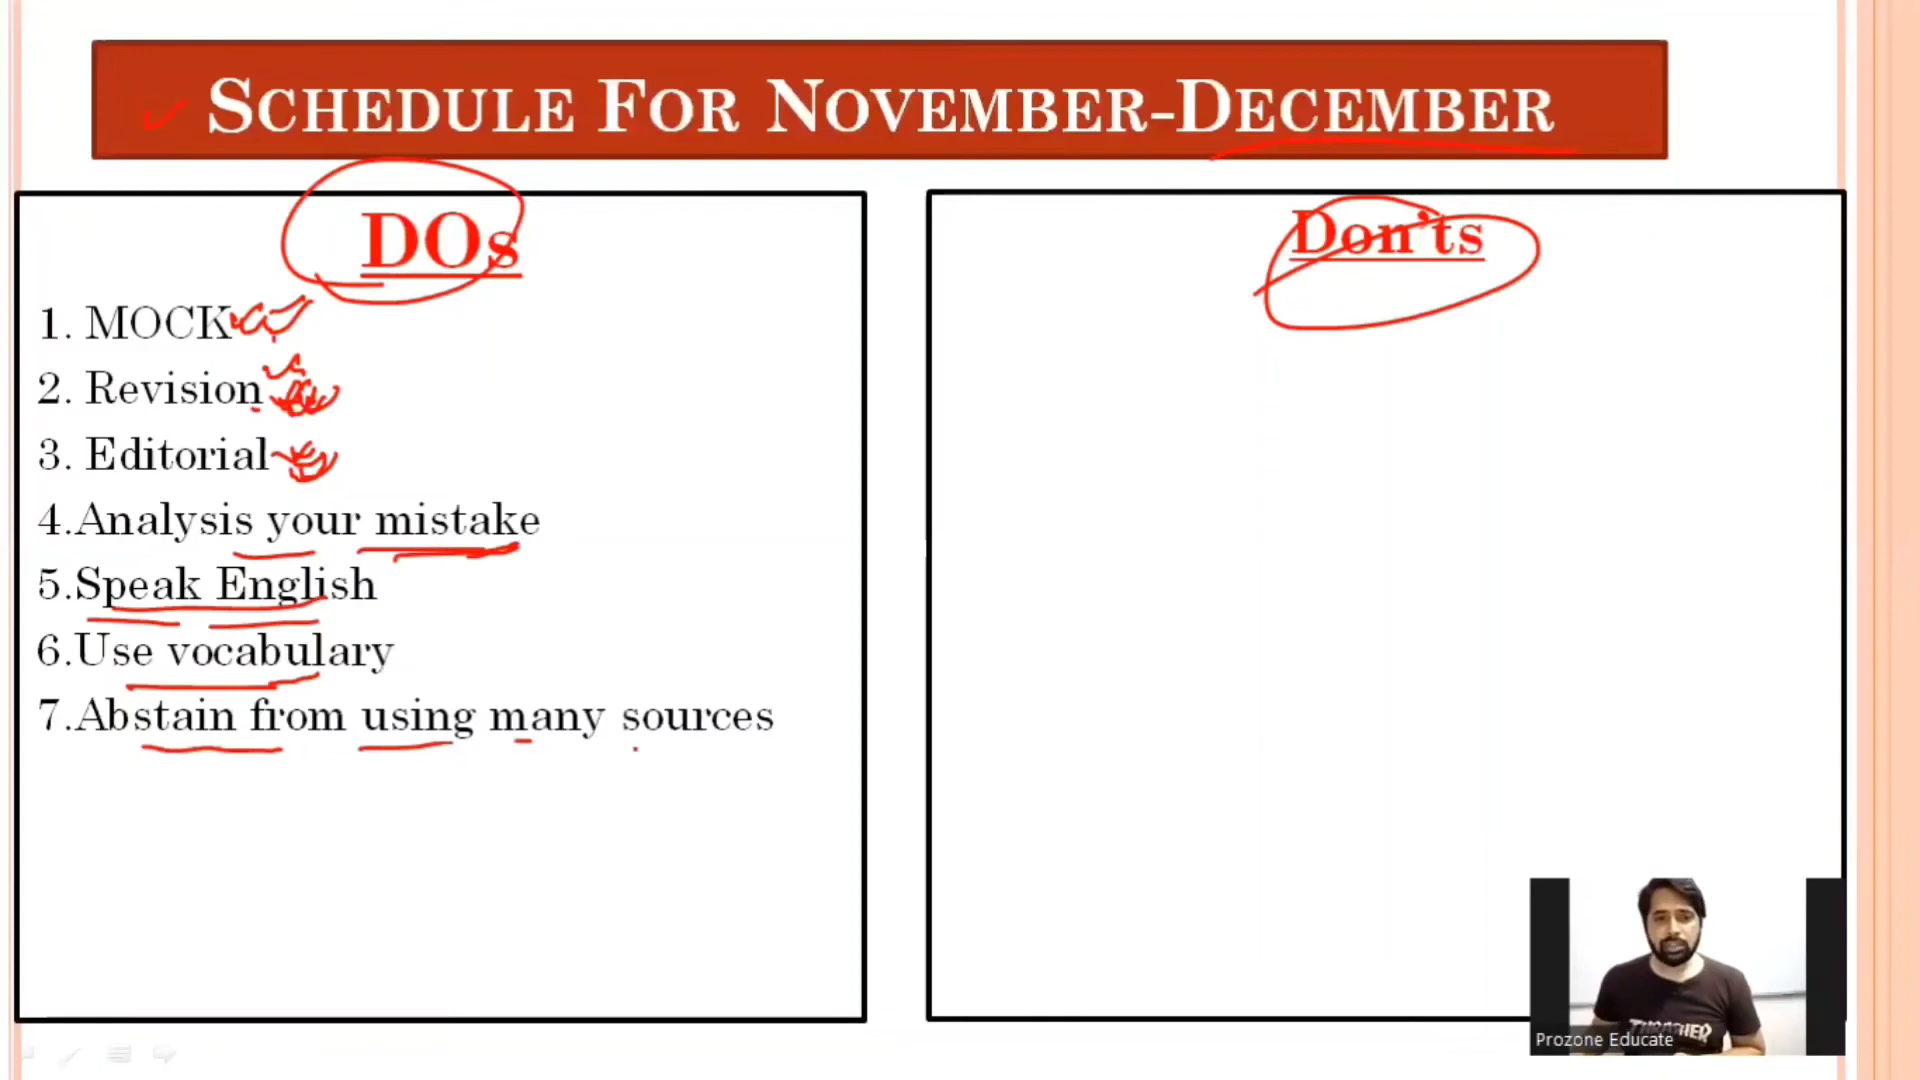 SCHEDULE FOR NOVEMBER-DECEMBER
DOs
1. MOCK
2. Revision
3. Editorial
4.Analysis your mistake
5.Speak English
6.Use vocabulary
7.Abstain from using many sources
Don'ts
THRASHER
Prozone Educate